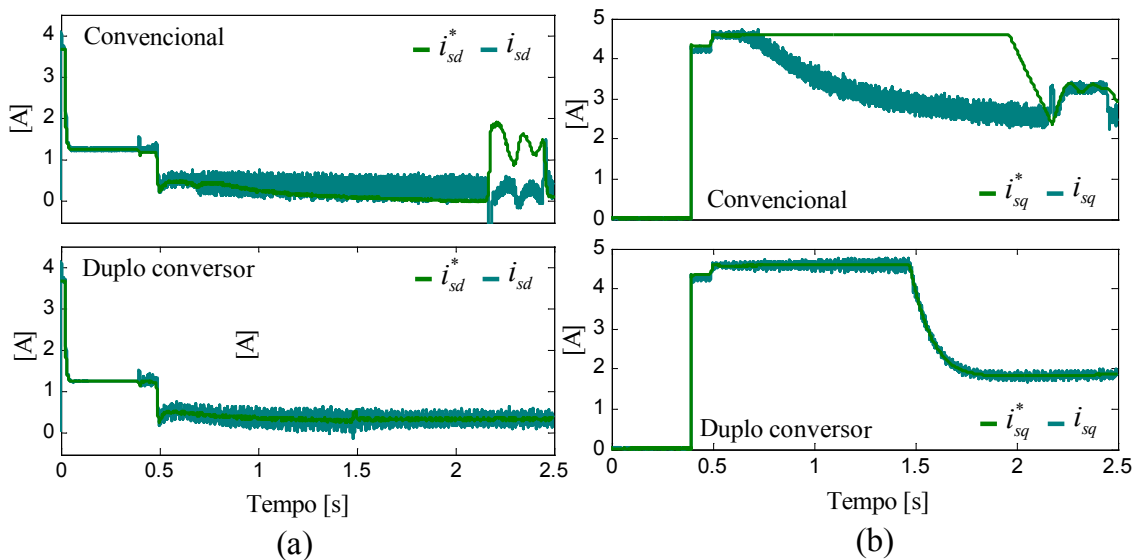 Convencional
i*sd isd
[A]
4
3
2
1
0
Duplo conversor
i*sd isd
[A]
[A]
4
3
2
1
0
0 0.5 1 1.5 2 2.5
Tempo [s]
(a)
[A]
5
4
3
2
1
0
Convencional
i*sq isq
[A]
5
4
3
2
1
0
Duplo conversor
i*sq isq
0 0.5 1 1.5 2 2.5
Tempo [s]
(b)